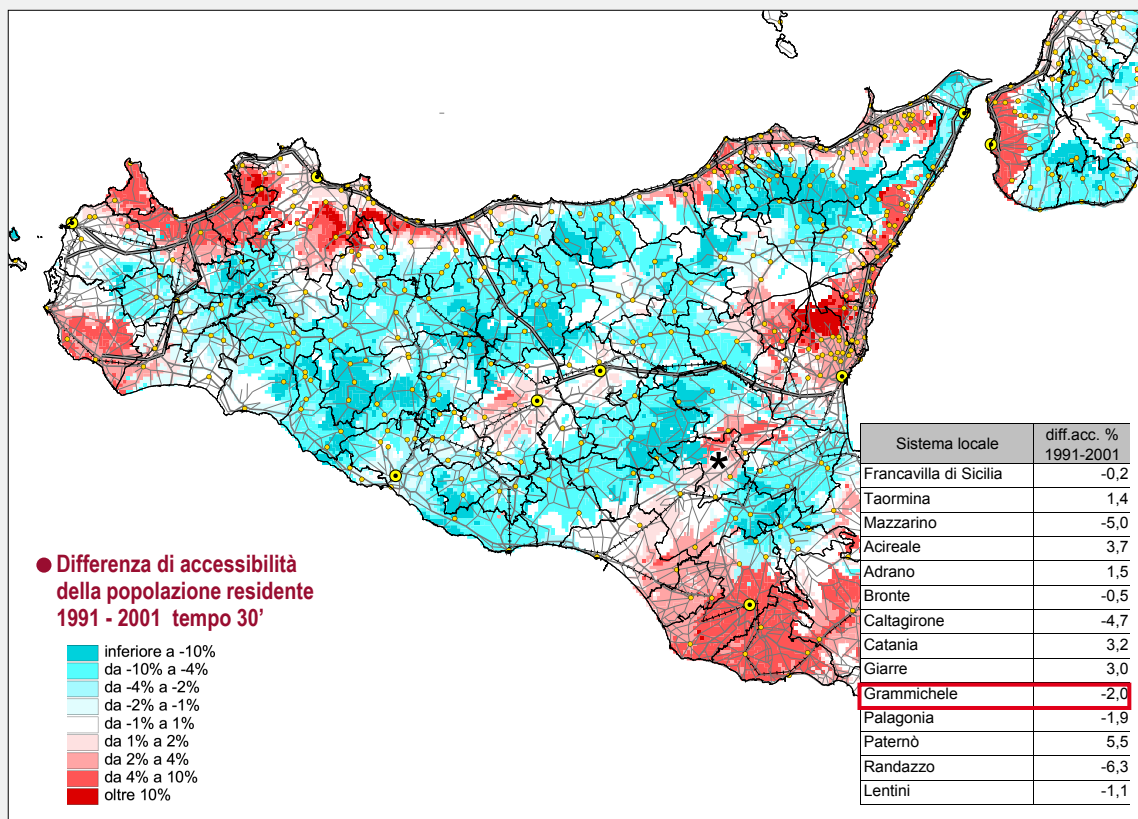 Differenza di accessibilità
della popolazione residente
1991 - 2001 tempo 30'
inferiore a -10%
da -10% a -4%
da -4% a -2%
da -2% a -1%
da -1% a 1%
da 1% a 2%
da 2% a 4%
da 4% a 10%
oltre 10%
Sistema locale diff.acc. % 1991-2001
Francavilla di Sicilia -0,2
Taormina 1,4
Mazzarino -5,0
Acireale 3,7
Adrano 1,5
Bronte -0,5
Caltagirone -4,7
Catania 3,2
Giarre 3,0
Grammichele -2,0
Palagonia -1,9
Paternò 5,5
Randazzo -6,3
Lentini -1,1